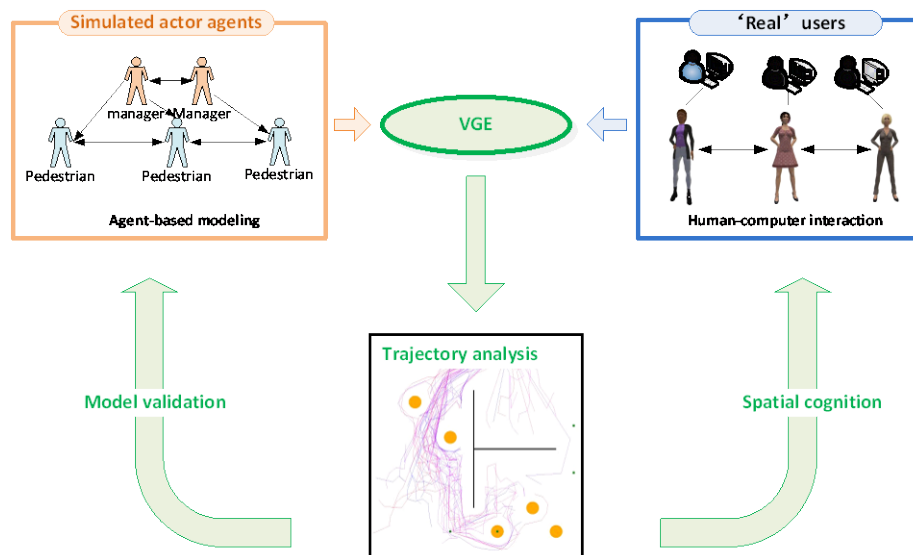 Simulated actor agents
‘Real’ users
manager Manager
Pedestrian
Pedestrian
Pedestrian
Agent-based modeling
VGE
Human-computer interaction
Trajectory analysis
Model validation
Spatial cognition